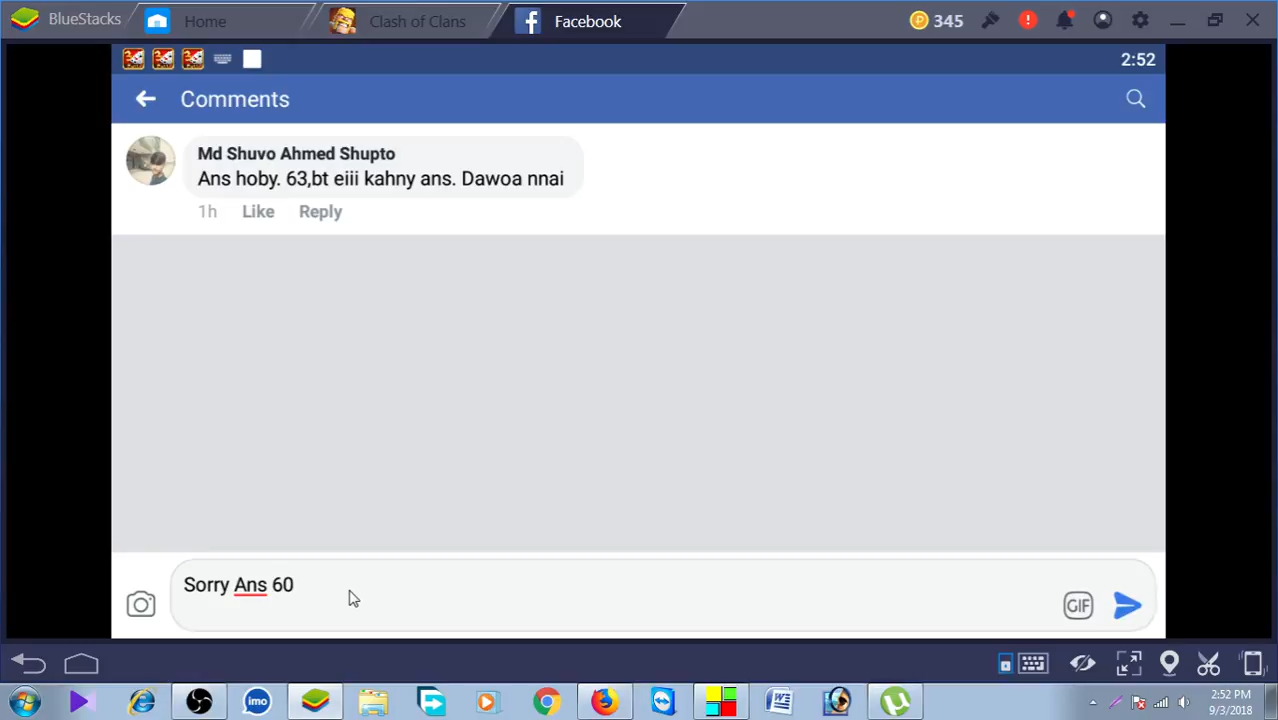 BlueStacks
Home
Clash of Clans
Facebook
345
2:52
Comments
Md Shuvo Ahmed Shupto
Ans hoby. 63,bt eiii kahny ans. Dawoa nnai
1h Like Reply
Sorry Ans 60
GIF
imo
2:52 PM
9/3/2018